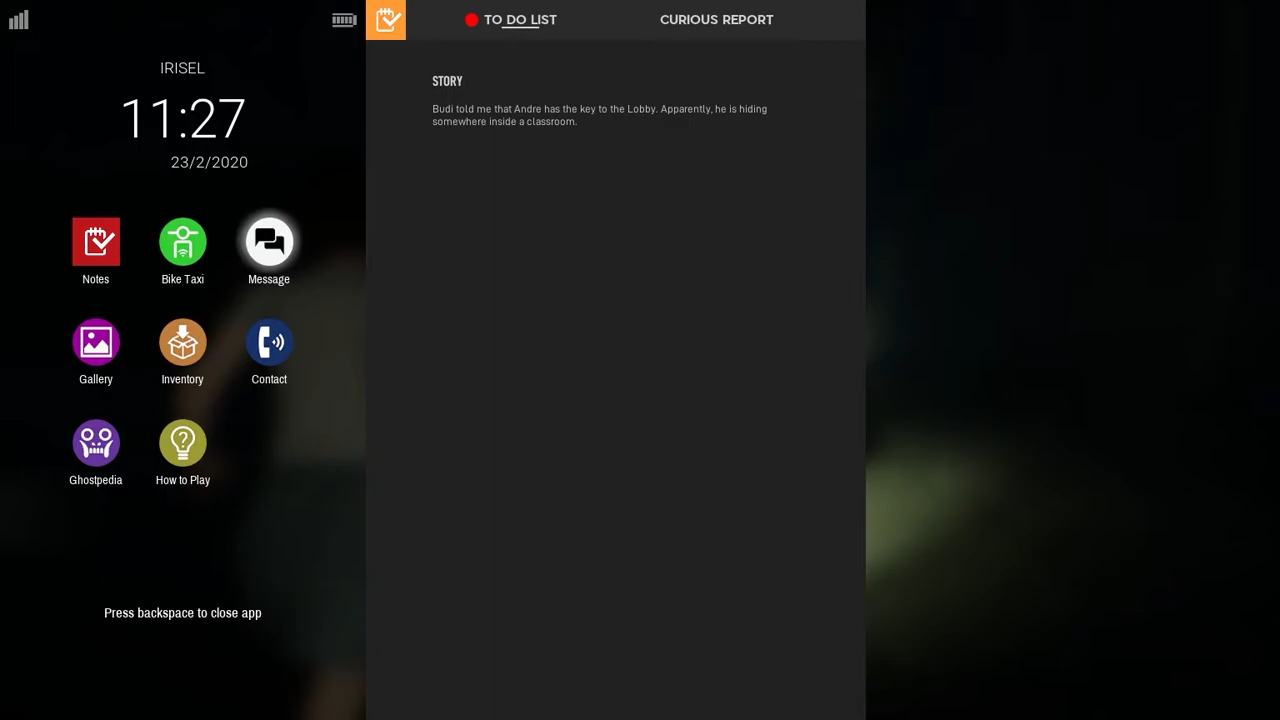 IRISEL
11:27
23/2/2020
Notes
Bike Taxi
Message
Gallery
Inventory
Contact
Ghostpedia
How to Play
Press backspace to close app
TO DO LIST
CURIOUS REPORT
STORY
Budi told me that Andre has the key to the Lobby. Apparently, he is hiding
somewhere inside a classroom.